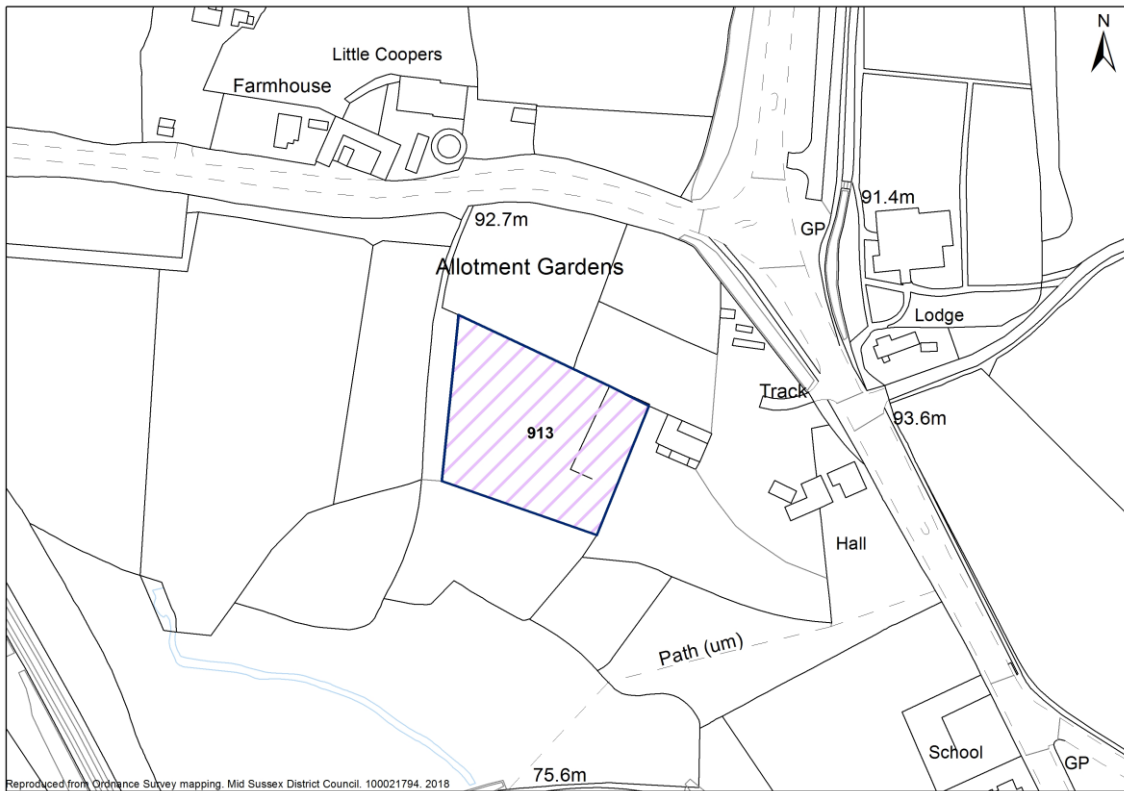 N
Little Coopers
Farmhouse
91.4m
92.7m
GP
Allotment Gardens
Lodge
Track
93.6m
913
Hall
Path (um)
School
GP
75.6m
Reproduced from Ordnance Survey mapping. Mid Sussex District Council. 100021794. 2018